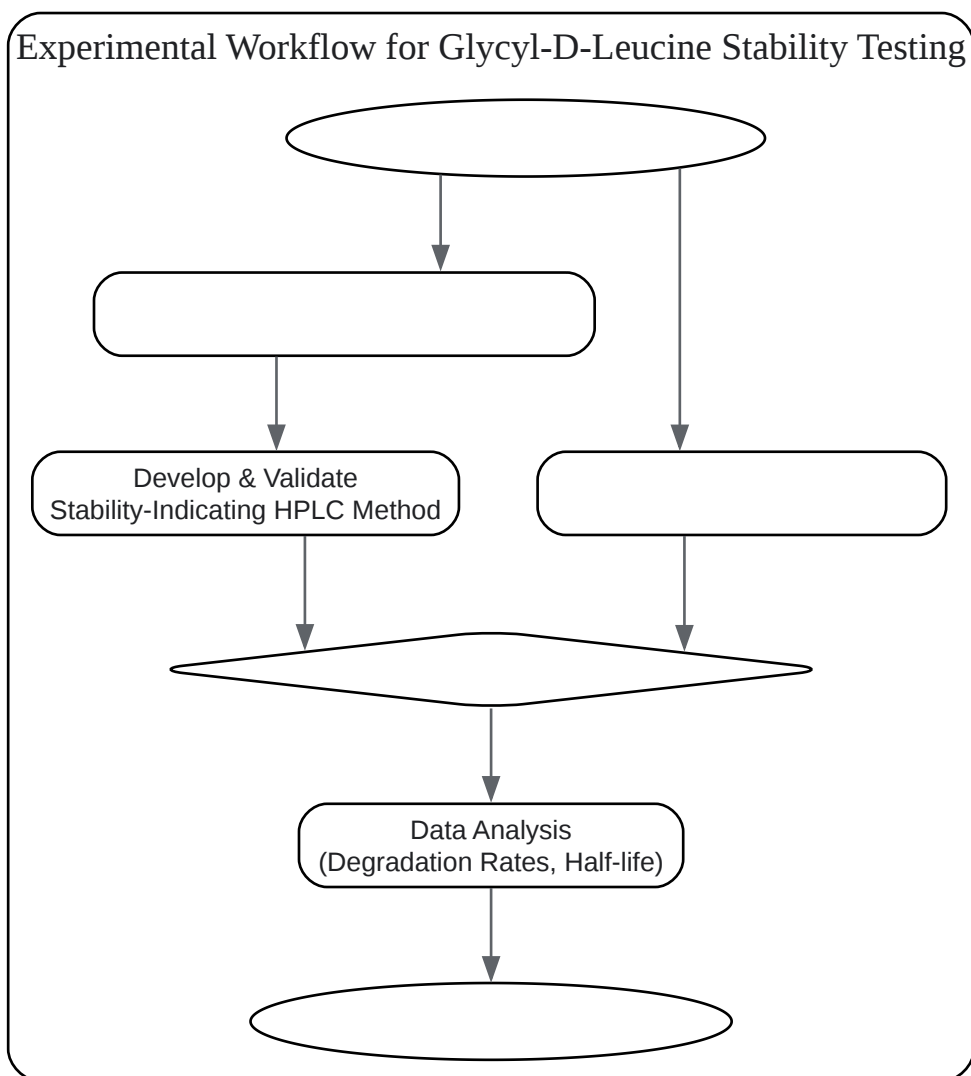 Experimental Workflow for Glycyl-D-Leucine Stability Testing
Develop & Validate
Stability-Indicating HPLC Method
Data Analysis
(Degradation Rates, Half-life)